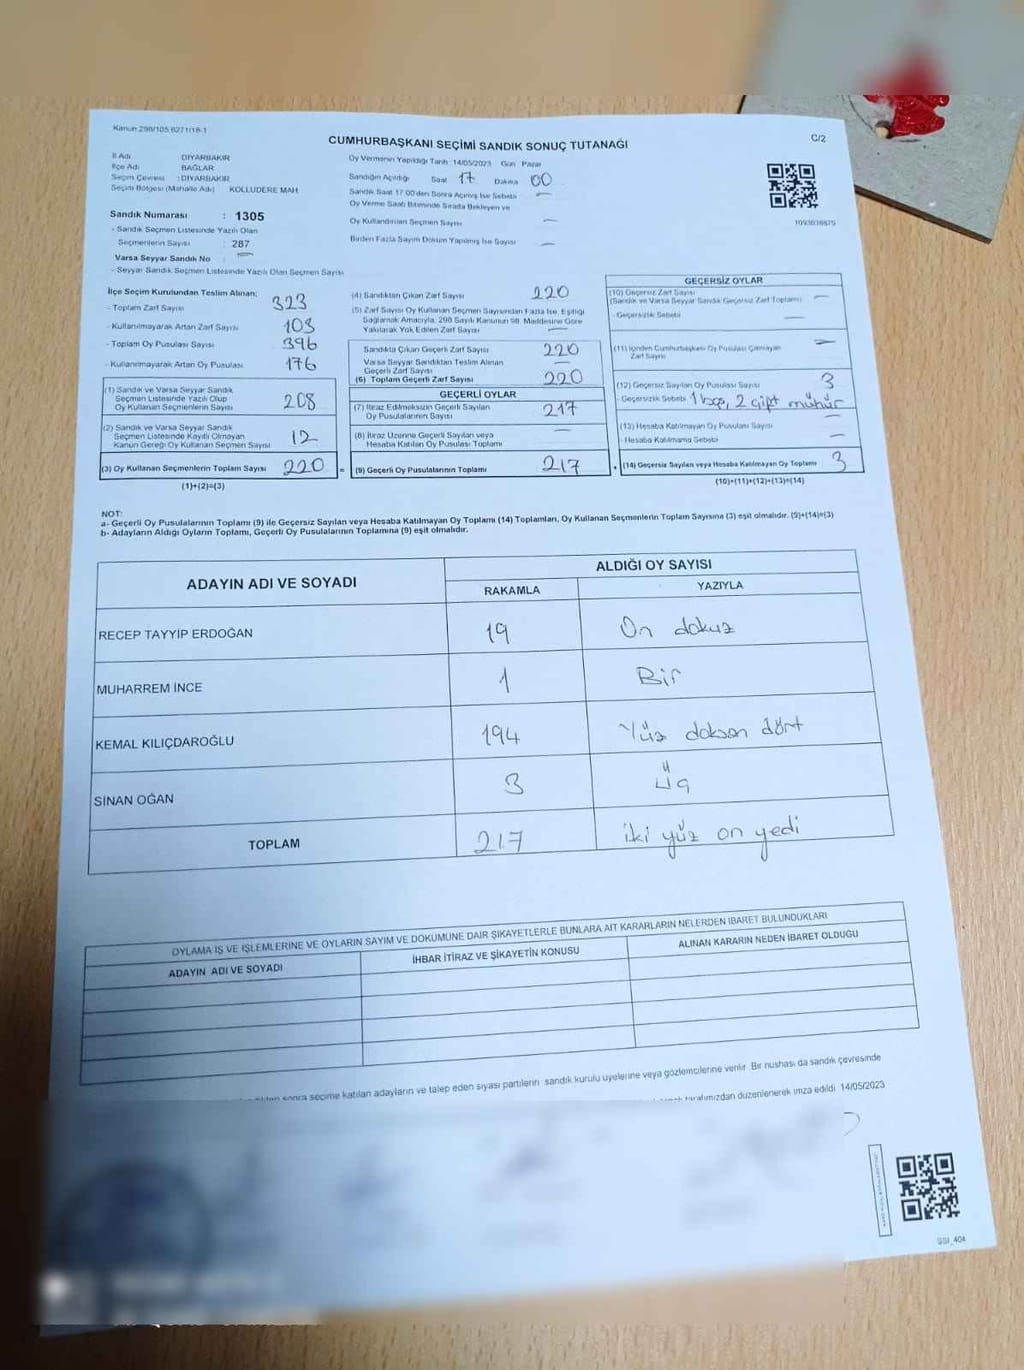 Kanun 298/105 6271/18-1
CUMHURBAŞKANI SEÇİMİ SANDIK SONUÇ TUTANAĞI
C/2
İl Adı DİYARBAKIR
İlçe Adı BAĞLAR
Seçim Çevresi : DİYARBAKIR
Seçim Bölgesi (Mahalle Adı) KOLLUDERE MAH
Sandık Numarası : 1305
- Sandık Seçmen Listesinde Yazılı Olan
Seçmenlerin Sayısı : 287
Varsa Seyyar Sandık No : —
- Seyyar Sandık Seçmen Listesinde Yazılı Olan Seçmen Sayısı
Oy Vermenin Yapıldığı Tarih :14/05/2023 Gün Pazar
Sandığın Açıldığı Saat 17 Dakika 00
Sandık Saat 17:00'den Sonra Açılmış İse Sebebi —
Oy Verme Saati Bitiminde Sırada Bekleyen ve
Oy Kullandırılan Seçmen Sayısı —
Birden Fazla Sayım Döküm Yapılmış İse Sayısı —
1093638875
İlçe Seçim Kurulundan Teslim Alınan:
- Toplam Zarf Sayısı 323
- Kullanılmayarak Artan Zarf Sayısı 103
- Toplam Oy Pusulası Sayısı 396
- Kullanılmayarak Artan Oy Pusulası 176
(1) Sandık ve Varsa Seyyar Sandık
Seçmen Listesinde Yazılı Olup
Oy Kullanan Seçmenlerin Sayısı 208
(2) Sandık ve Varsa Seyyar Sandık
Seçmen Listesinde Kayıtlı Olmayan
Kanun Gereği Oy Kullanan Seçmen Sayısı 12
(3) Oy Kullanan Seçmenlerin Toplam Sayısı 220 =
(1)+(2)=(3)
(4) Sandıktan Çıkan Zarf Sayısı 220
(5) Zarf Sayısı Oy Kullanan Seçmen Sayısından Fazla İse, Eşitliği
Sağlamak Amacıyla, 298 Sayılı Kanunun 98. Maddesine Göre
Yakılarak Yok Edilen Zarf Sayısı —
Sandıkta Çıkan Geçerli Zarf Sayısı 220
Varsa Seyyar Sandıktan Teslim Alınan
Geçerli Zarf Sayısı —
(6) Toplam Geçerli Zarf Sayısı 220
GEÇERLİ OYLAR
(7) İtiraz Edilmeksizin Geçerli Sayılan
Oy Pusulalarının Sayısı 217
(8) İtiraz Üzerine Geçerli Sayılan veya
Hesaba Katılan Oy Pusulası Toplamı —
(9) Geçerli Oy Pusulalarının Toplamı 217 +
GEÇERSİZ OYLAR
(10) Geçersiz Zarf Sayısı
(Sandık ve Varsa Seyyar Sandık Geçersiz Zarf Toplamı) —
- Geçersizlik Sebebi —
(11) İçinden Cumhurbaşkanı Oy Pusulası Çıkmayan
Zarf Sayısı —
(12) Geçersiz Sayılan Oy Pusulası Sayısı 3
- Geçersizlik Sebebi 1 boş, 2 çift mühür
(13) Hesaba Katılmayan Oy Pusulası Sayısı —
- Hesaba Katılmama Sebebi —
(14) Geçersiz Sayılan veya Hesaba Katılmayan Oy Toplamı 3
(10)+(11)+(12)+(13)=(14)
NOT:
a- Geçerli Oy Pusulalarının Toplamı (9) ile Geçersiz Sayılan veya Hesaba Katılmayan Oy Toplamı (14) Toplamları, Oy Kullanan Seçmenlerin Toplam Sayısına (3) eşit olmalıdır. (9)+(14)=(3)
b- Adayların Aldığı Oyların Toplamı, Geçerli Oy Pusulalarının Toplamına (9) eşit olmalıdır.
ADAYIN ADI VE SOYADI
ALDIĞI OY SAYISI
RAKAMLA YAZIYLA
RECEP TAYYİP ERDOĞAN 19 On dokuz
MUHARREM İNCE 1 Bir
KEMAL KILIÇDAROĞLU 194 Yüz doksan dört
SİNAN OĞAN 3 Üç
TOPLAM 217 iki yüz on yedi
OYLAMA İŞ VE İŞLEMLERİNE VE OYLARIN SAYIM VE DÖKÜMÜNE DAİR ŞİKAYETLERLE BUNLARA AİT KARARLARIN NELERDEN İBARET BULUNDUKLARI
ADAYIN ADI VE SOYADI İHBAR İTİRAZ VE ŞİKAYETİN KONUSU ALINAN KARARIN NEDEN İBARET OLDUĞU
sonra seçime katılan adayların ve talep eden siyasi partilerin sandık kurulu üyelerine veya gözlemcilerine verilir. Bir nushası da sandık çevresinde
tarafımızdan düzenlenerek imza edildi 14/05/2023
GSI_404